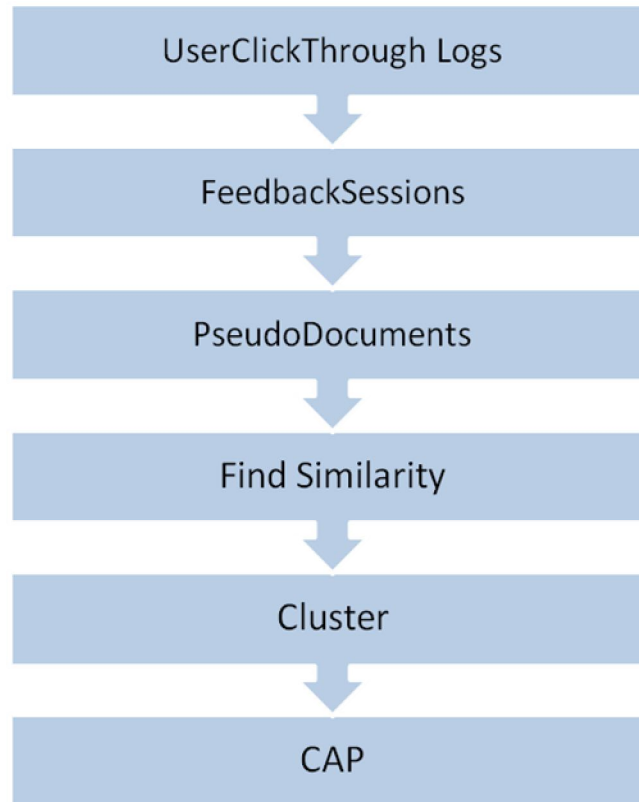 UserClickThrough Logs
FeedbackSessions
PseudoDocuments
Find Similarity
Cluster
CAP